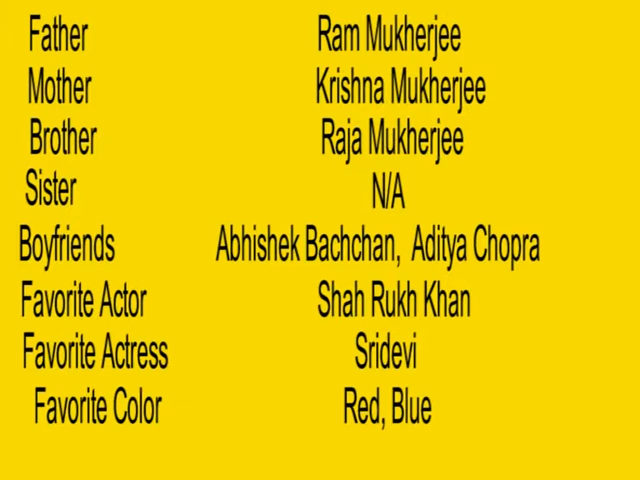 Father Ram Mukherjee
Mother Krishna Mukherjee
Brother Raja Mukherjee
Sister N/A
Boyfriends Abhishek Bachchan, Aditya Chopra
Favorite Actor Shah Rukh Khan
Favorite Actress Sridevi
Favorite Color Red, Blue